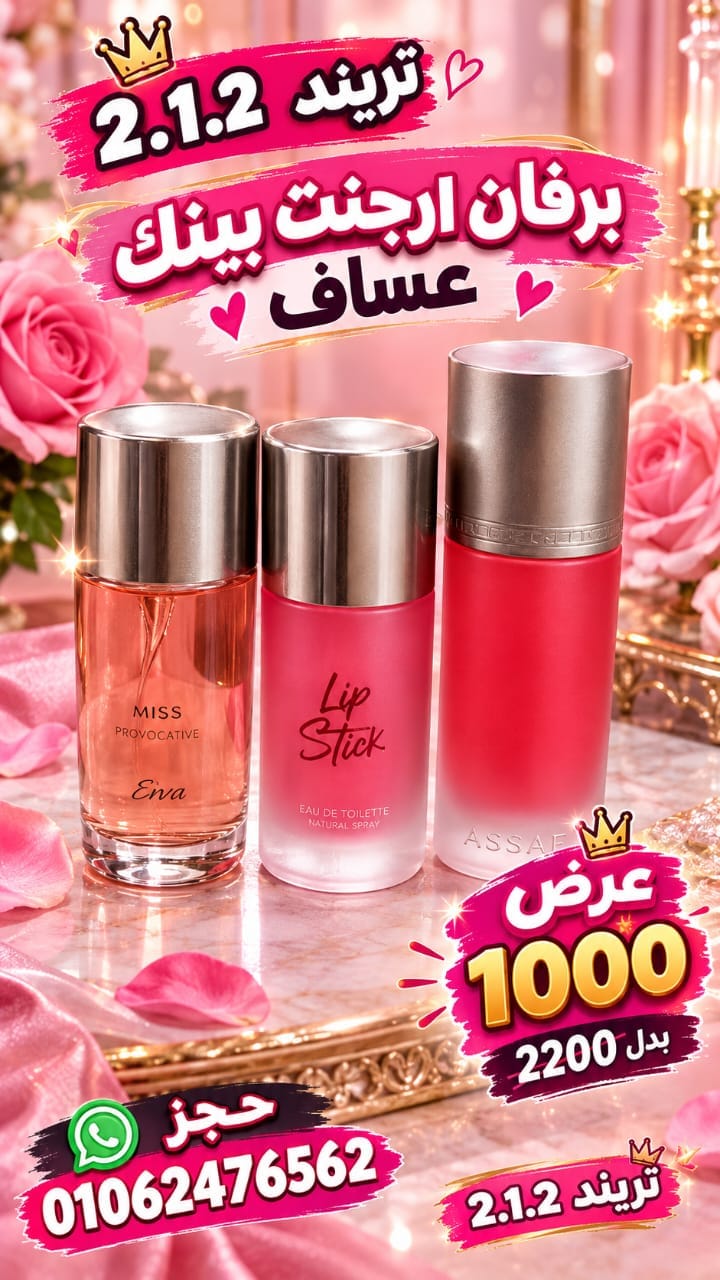 تريند 2.1.2
برفان ارجنت بينك
عساف
MISS
PROVOCATIVE
Ewa
Lip
Stick
EAU DE TOILETTE
NATURAL SPRAY
ASSAF
عرض
1000
بدل 2200
حجز
01062476562
تريند 2.1.2